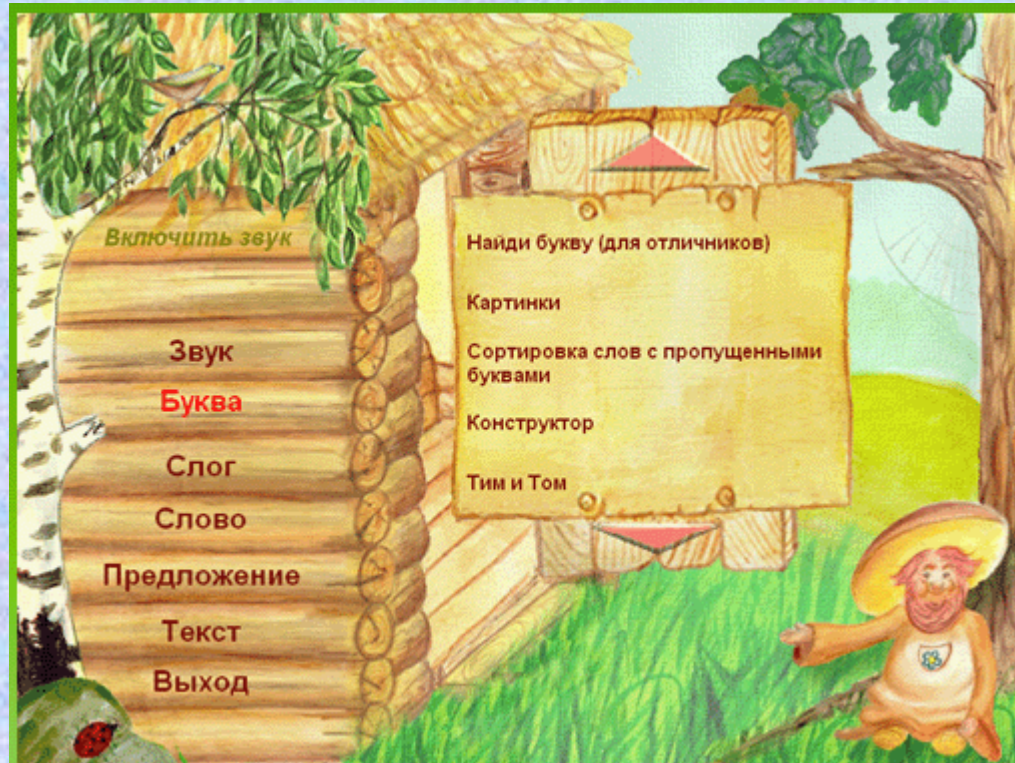 Включить звук
Звук
Буква
Слог
Слово
Предложение
Текст
Выход
Найди букву (для отличников)
Картинки
Сортировка слов с пропущенными
буквами
Конструктор
Тим и Том